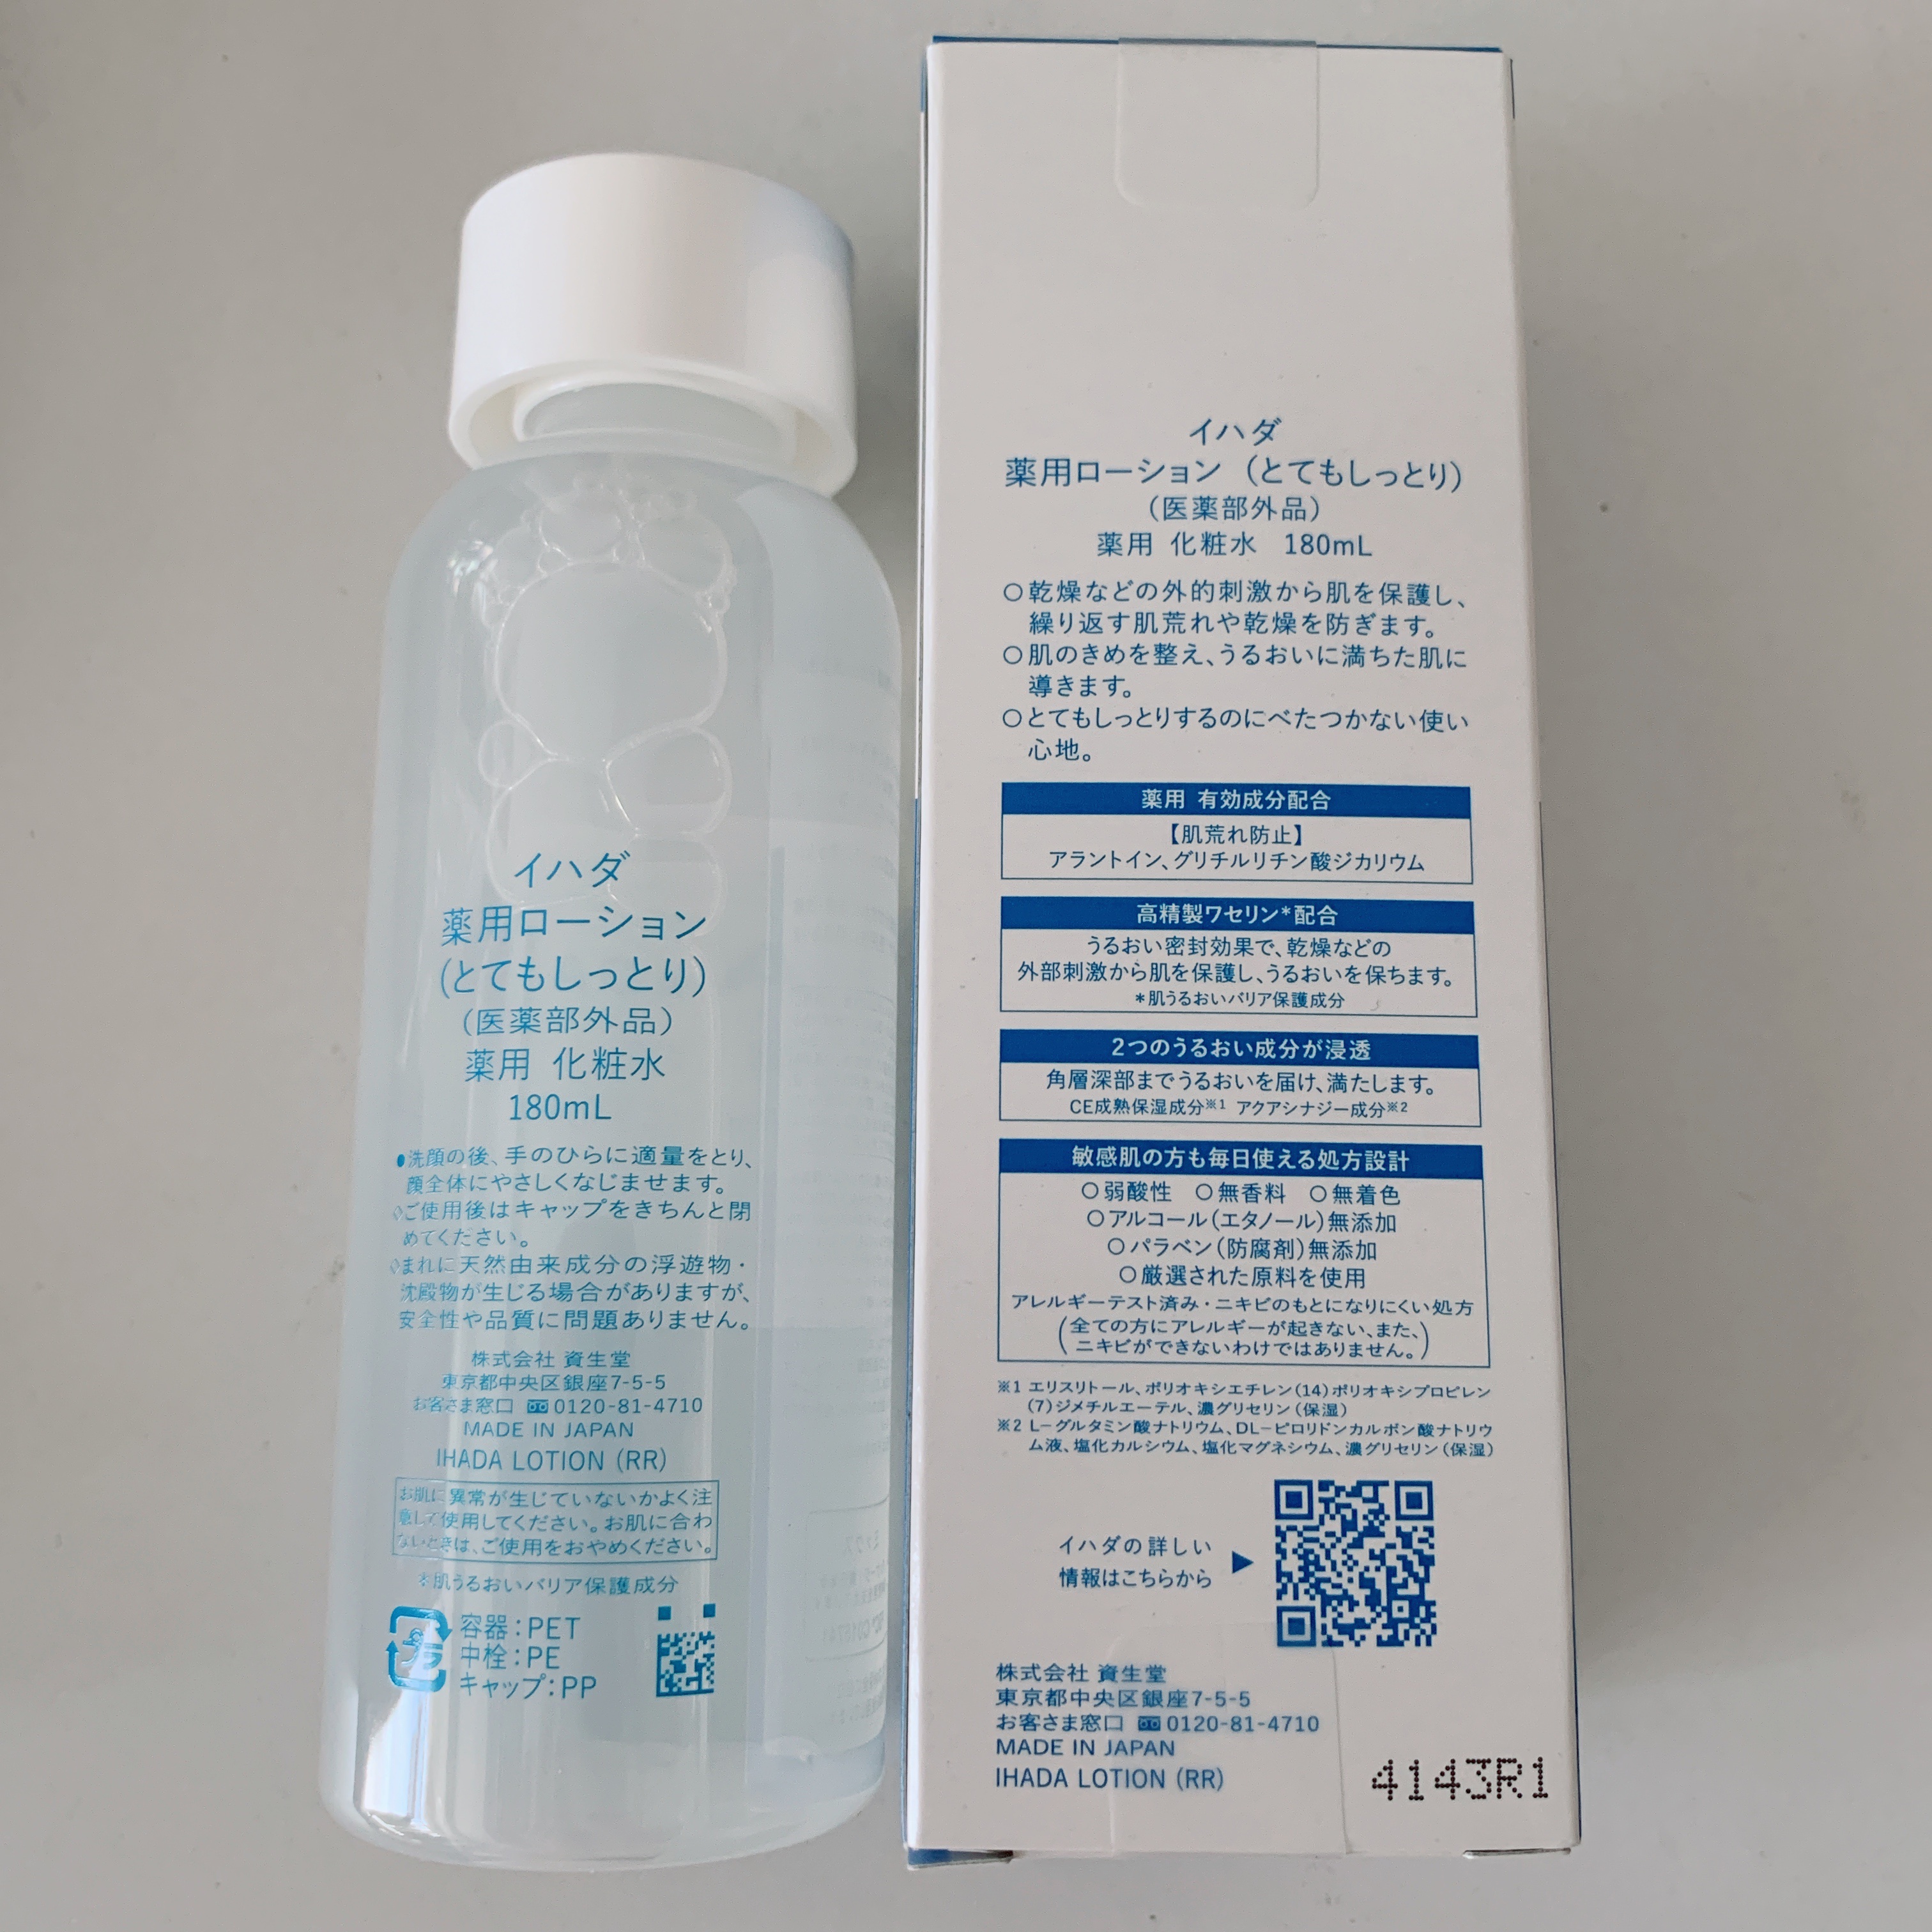 イハダ
薬用ローション
(とてもしっとり)
(医薬部外品)
薬用 化粧水
180mL
●洗顔の後、手のひらに適量をとり、
顔全体にやさしくなじませます。
◇ご使用後はキャップをきちんと閉
めてください。
◇まれに天然由来成分の浮遊物・
沈殿物が生じる場合がありますが、
安全性や品質に問題ありません。
株式会社 資生堂
東京都中央区銀座7-5-5
お客さま窓口 0120-81-4710
MADE IN JAPAN
IHADA LOTION (RR)
お肌に異常が生じていないかよく注
意して使用してください。お肌に合わ
ないときは、ご使用をおやめください。
*肌うるおいバリア保護成分
プラ
容器:PET
中栓:PE
キャップ:PP
イハダ
薬用ローション (とてもしっとり)
(医薬部外品)
薬用 化粧水 180mL
○乾燥などの外的刺激から肌を保護し、
繰り返す肌荒れや乾燥を防ぎます。
○肌のきめを整え、うるおいに満ちた肌に
導きます。
○とてもしっとりするのにべたつかない使い
心地。
薬用 有効成分配合
【肌荒れ防止】
アラントイン、グリチルリチン酸ジカリウム
高精製ワセリン*配合
うるおい密封効果で、乾燥などの
外部刺激から肌を保護し、うるおいを保ちます。
*肌うるおいバリア保護成分
2つのうるおい成分が浸透
角層深部までうるおいを届け、満たします。
CE成熟保湿成分※1 アクアシナジー成分※2
敏感肌の方も毎日使える処方設計
○弱酸性 ○無香料 ○無着色
○アルコール(エタノール)無添加
○パラベン(防腐剤)無添加
○厳選された原料を使用
アレルギーテスト済み・ニキビのもとになりにくい処方
(全ての方にアレルギーが起きない、また、
ニキビができないわけではありません。)
※1 エリスリトール、ポリオキシエチレン(14)ポリオキシプロピレン
(7)ジメチルエーテル、濃グリセリン(保湿)
※2 L-グルタミン酸ナトリウム、DL-ピロリドンカルボン酸ナトリウ
ム液、塩化カルシウム、塩化マグネシウム、濃グリセリン(保湿)
イハダの詳しい
情報はこちらから
株式会社 資生堂
東京都中央区銀座7-5-5
お客さま窓口 0120-81-4710
MADE IN JAPAN
IHADA LOTION (RR)
4143R1